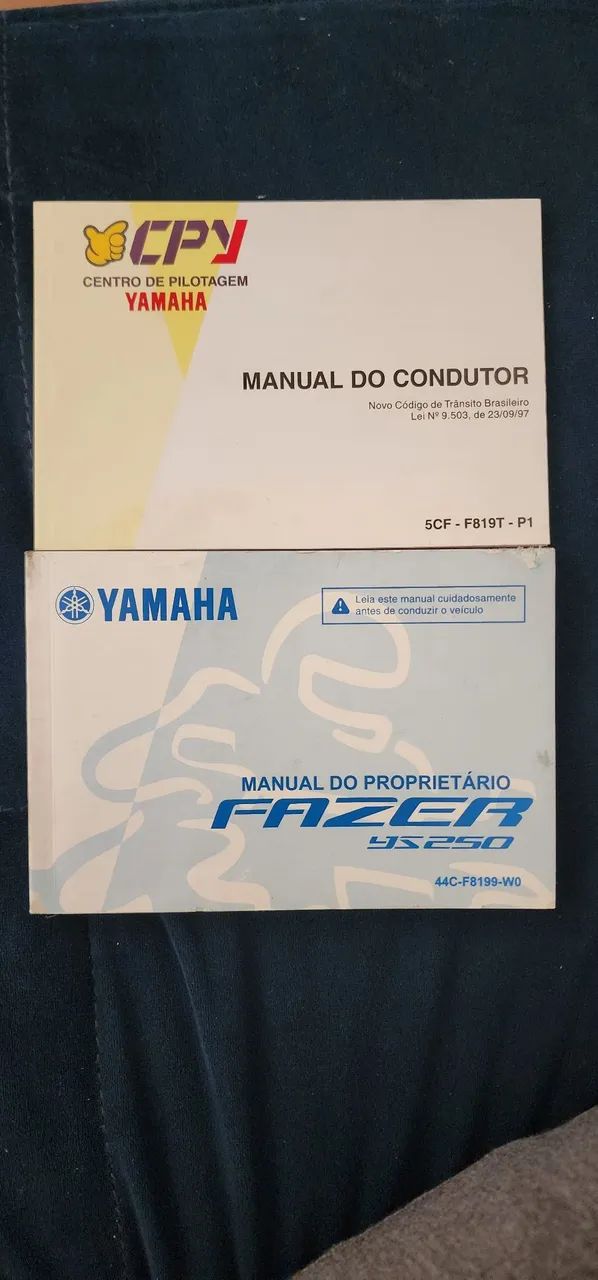 CPY
CENTRO DE PILOTAGEM
YAMAHA
MANUAL DO CONDUTOR
Novo Código de Trânsito Brasileiro
Lei Nº 9.503, de 23/09/97
5CF - F819T - P1
YAMAHA
Leia este manual cuidadosamente
antes de conduzir o veículo
MANUAL DO PROPRIETÁRIO
FAZER
YS250
44C-F8199-W0